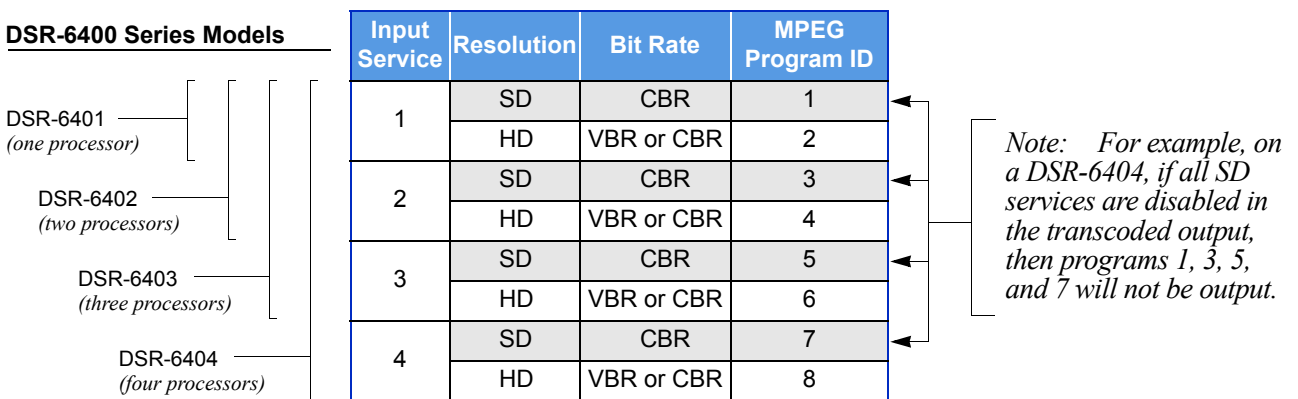 DSR-6400 Series Models
DSR-6401
(one processor)
DSR-6402
(two processors)
DSR-6403
(three processors)
DSR-6404
(four processors)
Input Service Resolution Bit Rate MPEG Program ID
1 SD CBR 1
HD VBR or CBR 2
2 SD CBR 3
HD VBR or CBR 4
3 SD CBR 5
HD VBR or CBR 6
4 SD CBR 7
HD VBR or CBR 8
Note: For example, on
a DSR-6404, if all SD
services are disabled in
the transcoded output,
then programs 1, 3, 5,
and 7 will not be output.